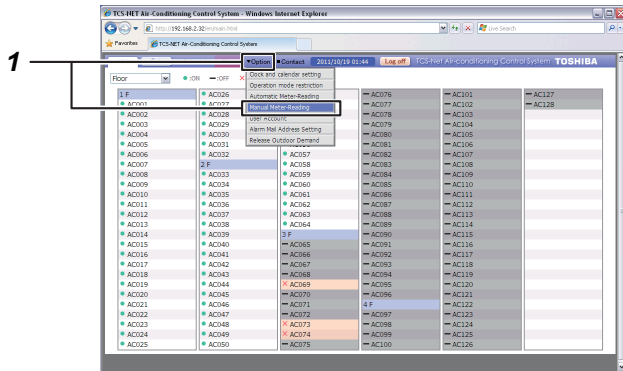 TCS-NET Air-Conditioning Control System - Windows Internet Explorer
http://192.168.2.32/en/main.html
Live Search
Favorites
TCS-NET Air-Conditioning Control System
1
▼Option
■Contact
2011/10/19 01:44
Log off
TCS-Net Air-Conditioning Control System TOSHIBA
Floor
●:ON
━:OFF
×
Clock and calendar setting
Operation mode restriction
Automatic Meter-Reading
Manual Meter-Reading
User Account
Alarm Mail Address Setting
Release Outdoor Demand
1 F
AC001
AC002
AC003
AC004
AC005
AC006
AC007
AC008
AC009
AC010
AC011
AC012
AC013
AC014
AC015
AC016
AC017
AC018
AC019
AC020
AC021
AC022
AC023
AC024
AC025
AC026
AC027
AC028
AC029
AC030
AC031
AC032
2 F
AC033
AC034
AC035
AC036
AC037
AC038
AC039
AC040
AC041
AC042
AC043
AC044
AC045
AC046
AC047
AC048
AC049
AC050
AC057
AC058
AC059
AC060
AC061
AC062
AC063
AC064
3 F
AC065
AC066
AC067
AC068
AC069
AC070
AC071
AC072
AC073
AC074
AC075
AC076
AC077
AC078
AC079
AC080
AC081
AC082
AC083
AC084
AC085
AC086
AC087
AC088
AC089
AC090
AC091
AC092
AC093
AC094
AC095
AC096
4 F
AC097
AC098
AC099
AC100
AC101
AC102
AC103
AC104
AC105
AC106
AC107
AC108
AC109
AC110
AC111
AC112
AC113
AC114
AC115
AC116
AC117
AC118
AC119
AC120
AC121
AC122
AC123
AC124
AC125
AC126
AC127
AC128